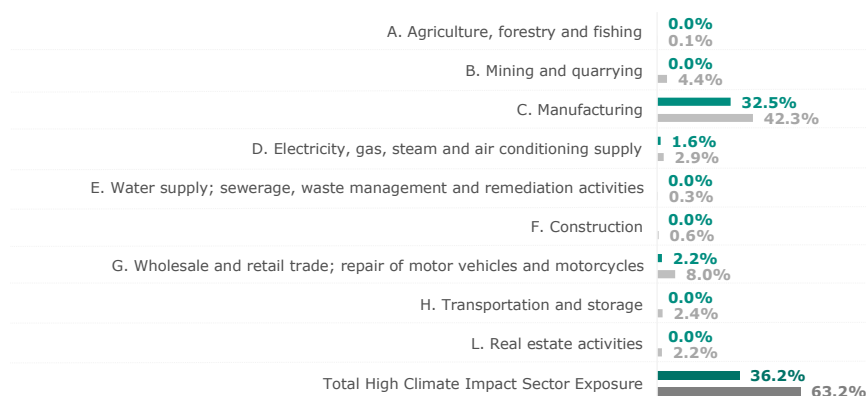 A. Agriculture, forestry and fishing
0.0%
0.1%
B. Mining and quarrying
0.0%
4.4%
C. Manufacturing
32.5%
42.3%
D. Electricity, gas, steam and air conditioning supply
1.6%
2.9%
E. Water supply; sewerage, waste management and remediation activities
0.0%
0.3%
F. Construction
0.0%
0.6%
G. Wholesale and retail trade; repair of motor vehicles and motorcycles
2.2%
8.0%
H. Transportation and storage
0.0%
2.4%
L. Real estate activities
0.0%
2.2%
Total High Climate Impact Sector Exposure
36.2%
63.2%